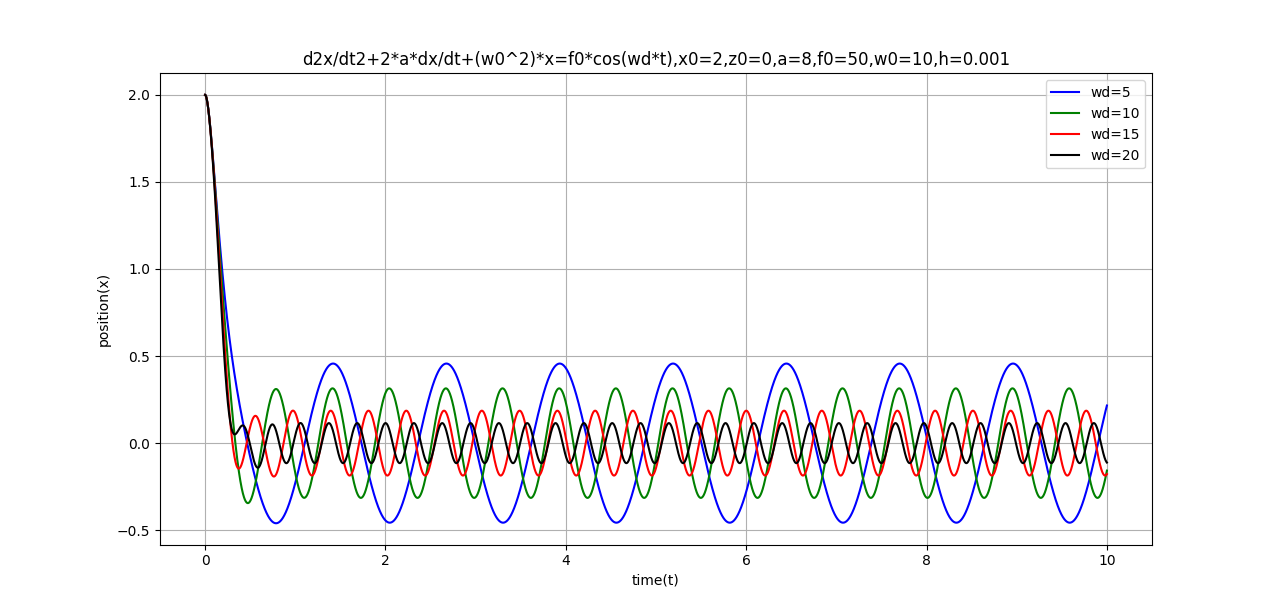 d2x/dt2+2*a*dx/dt+(w0^2)*x=f0*cos(wd*t),x0=2,z0=0,a=8,f0=50,w0=10,h=0.001
wd=5
wd=10
wd=15
wd=20
2.0
1.5
1.0
0.5
0.0
−0.5
position(x)
0 2 4 6 8 10
time(t)